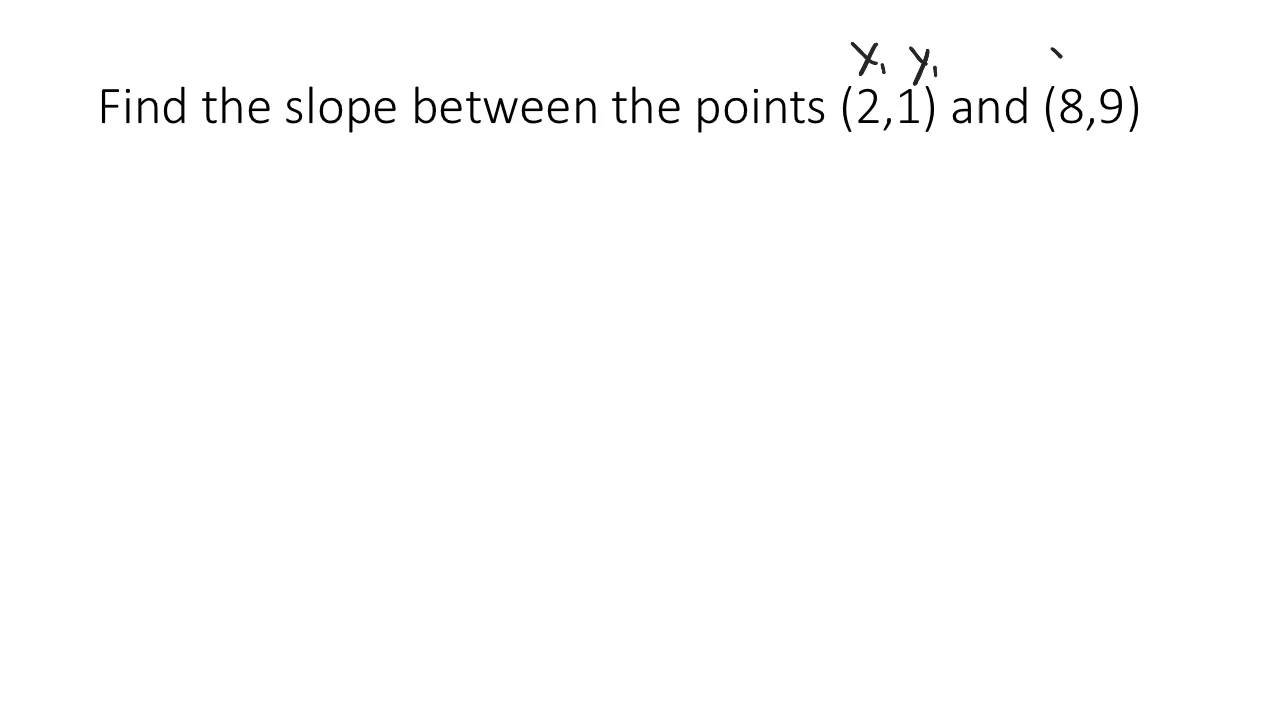 x₁ y₁
Find the slope between the points (2,1) and (8,9)